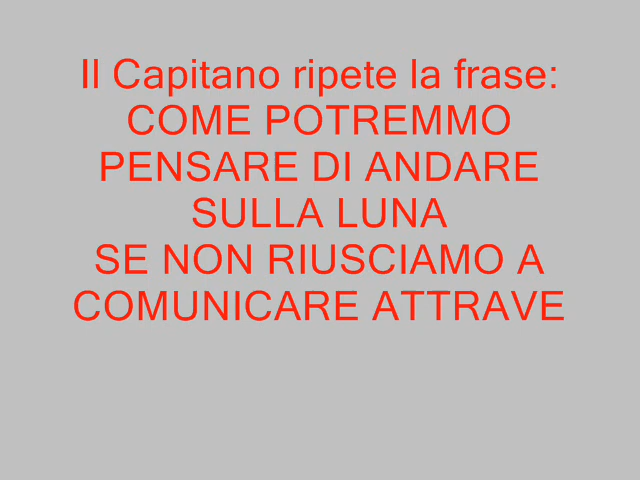 Il Capitano ripete la frase:
COME POTREMMO
PENSARE DI ANDARE
SULLA LUNA
SE NON RIUSCIAMO A
COMUNICARE ATTRAVE